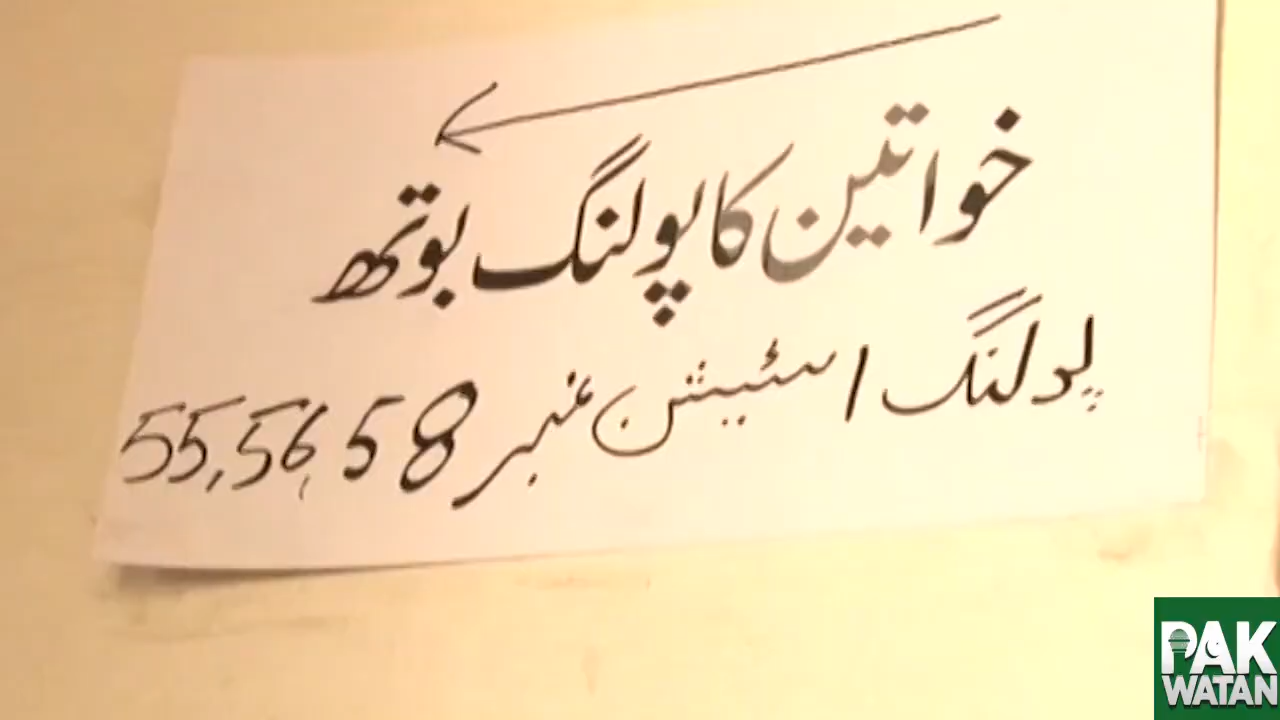 خواتین کا پولنگ بوتھ
پولنگ اسٹیشن نمبر 55, 56, 58
PAK
WATAN